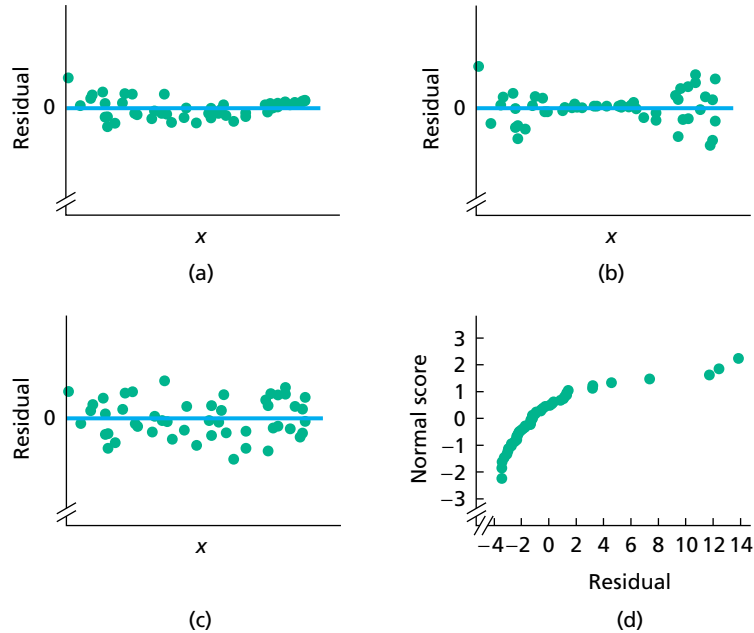 Residual
0
x
(a)
Residual
0
x
(b)
Residual
0
x
(c)
Normal score
3
2
1
0
−1
−2
−3
−4 −2 0 2 4 6 8 10 12 14
Residual
(d)